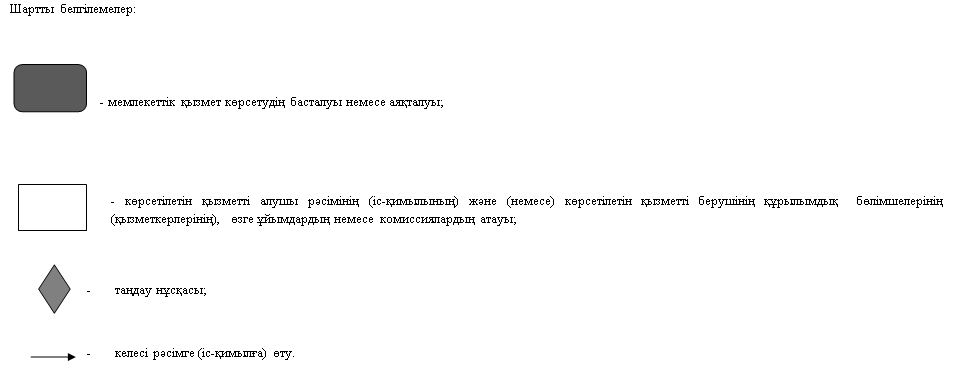 Шартты белгілемелер:
- мемлекеттік қызмет көрсетудің басталуы немесе аяқталуы;
- көрсетілетін қызметті алушы рәсімінің (іс-қимылының) және (немесе) көрсетілетін қызметті берушінің құрылымдық бөлімшелерінің
(қызметкерлерінің), өзге ұйымдардың немесе комиссиялардың атауы;
- таңдау нұсқасы;
- келесі рәсімге (іс-қимылға) өту.